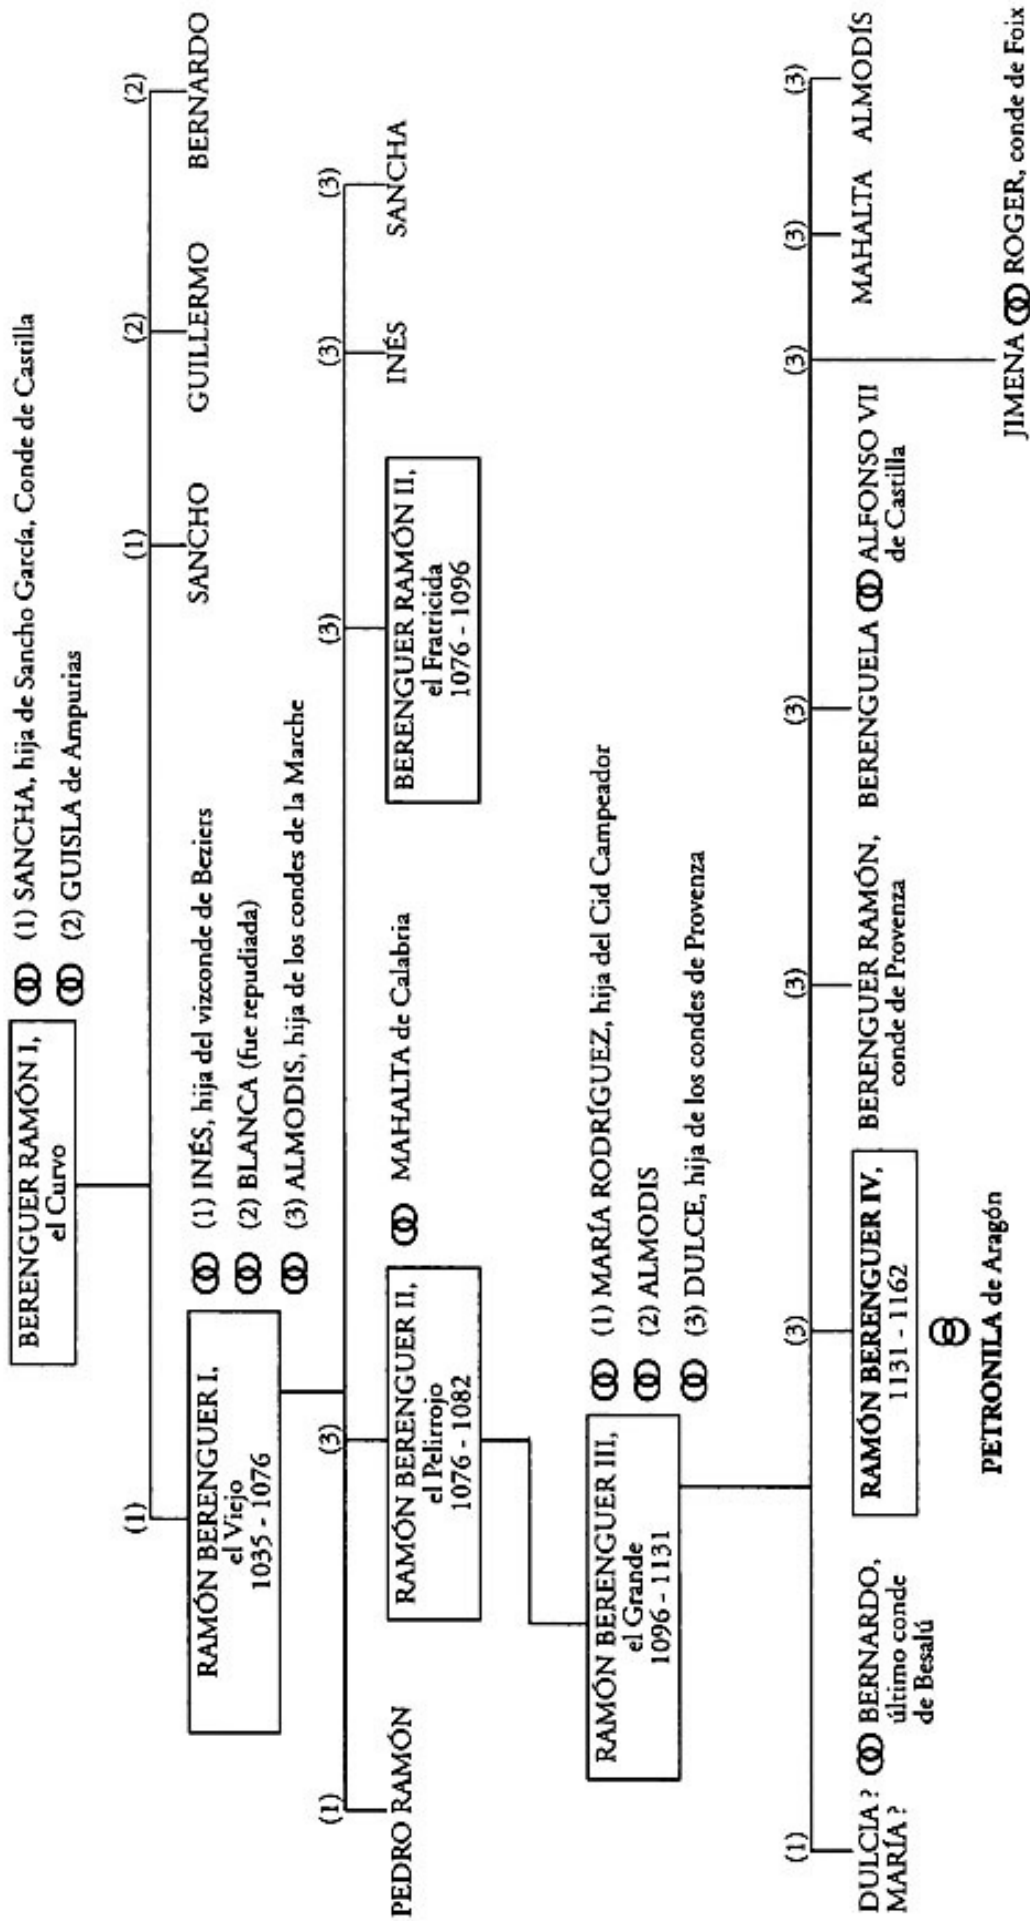 BERENGUER RAMÓN I,
el Curvo
(1) SANCHA, hija de Sancho García, Conde de Castilla
(2) GUISLA de Ampurias
(1)
(1)
(2)
(2)
RAMÓN BERENGUER I,
el Viejo
1035 - 1076
SANCHO
GUILLERMO
BERNARDO
(1) INÉS, hija del vizconde de Beziers
(2) BLANCA (fue repudiada)
(3) ALMODIS, hija de los condes de la Marche
(1)
(3)
(3)
(3)
(3)
PEDRO RAMÓN
RAMÓN BERENGUER II,
el Pelirrojo
1076 - 1082
MAHALTA de Calabria
BERENGUER RAMÓN II,
el Fratricida
1076 - 1096
INÉS
SANCHA
RAMÓN BERENGUER III,
el Grande
1096 - 1131
(1) MARÍA RODRÍGUEZ, hija del Cid Campeador
(2) ALMODIS
(3) DULCE, hija de los condes de Provenza
(1)
(3)
(3)
(3)
(3)
(3)
(3)
DULCIA ?
MARÍA ?
BERNARDO,
último conde
de Besalú
RAMÓN BERENGUER IV,
1131 - 1162
PETRONILA de Aragón
BERENGUER RAMÓN,
conde de Provenza
BERENGUELA
ALFONSO VII
de Castilla
MAHALTA
ALMODÍS
JIMENA
ROGER, conde de Foix